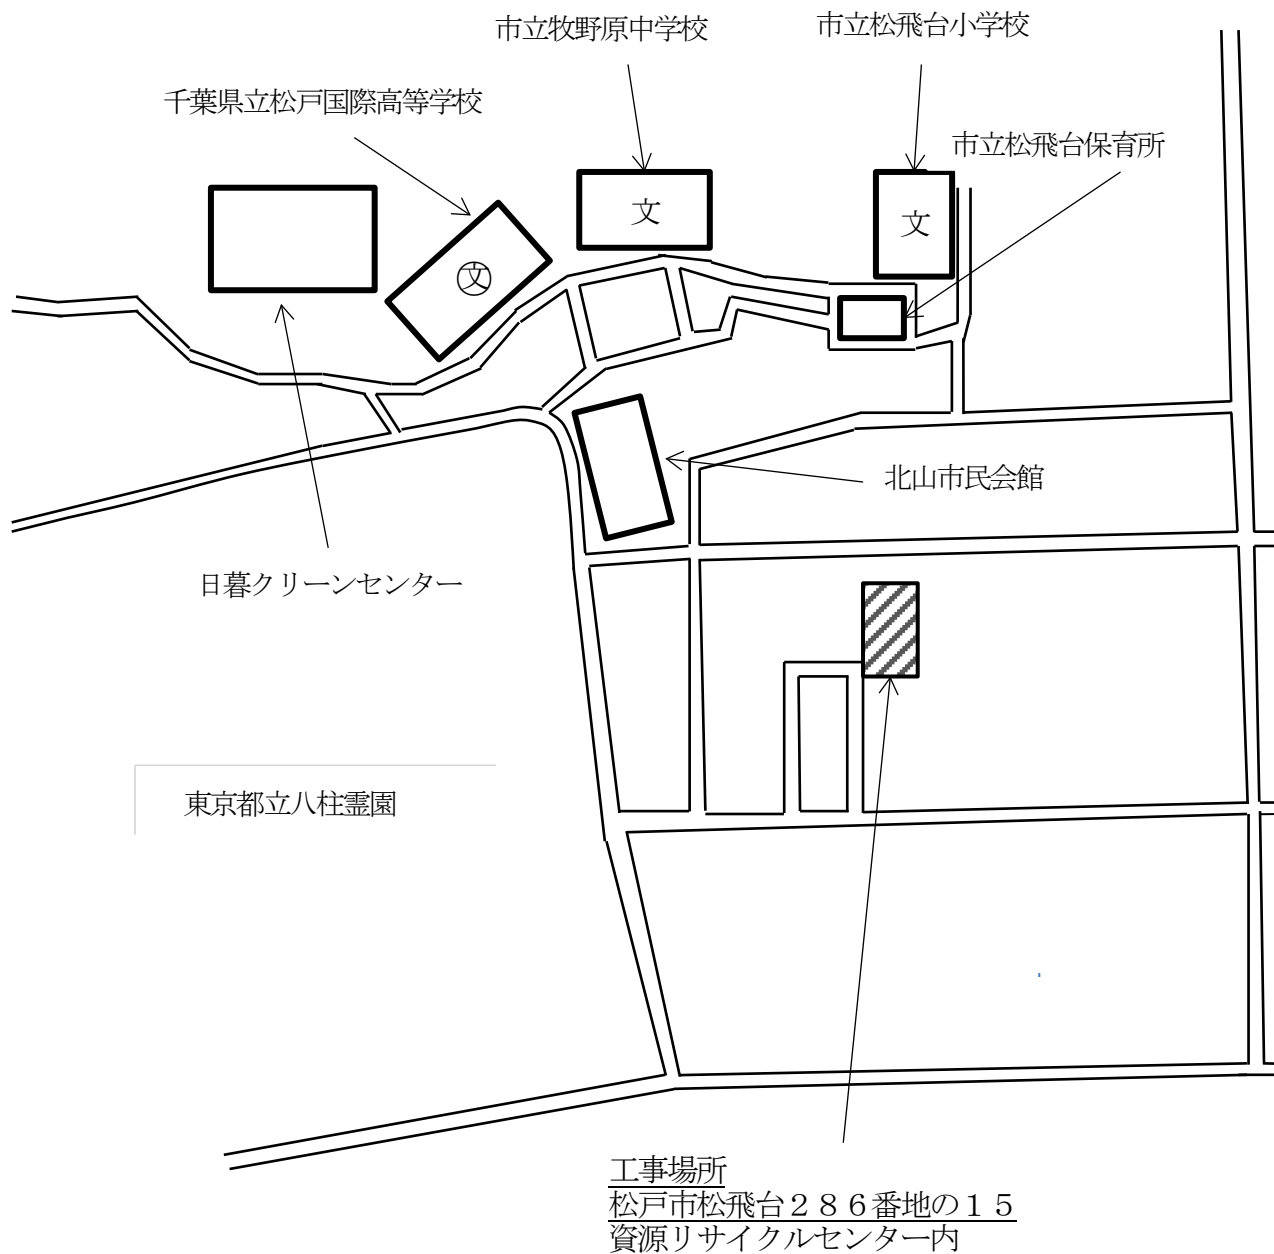 市立牧野原中学校
市立松飛台小学校
千葉県立松戸国際高等学校
市立松飛台保育所
文
文
文
北山市民会館
日暮クリーンセンター
東京都立八柱霊園
工事場所
松戸市松飛台２８６番地の１５
資源リサイクルセンター内